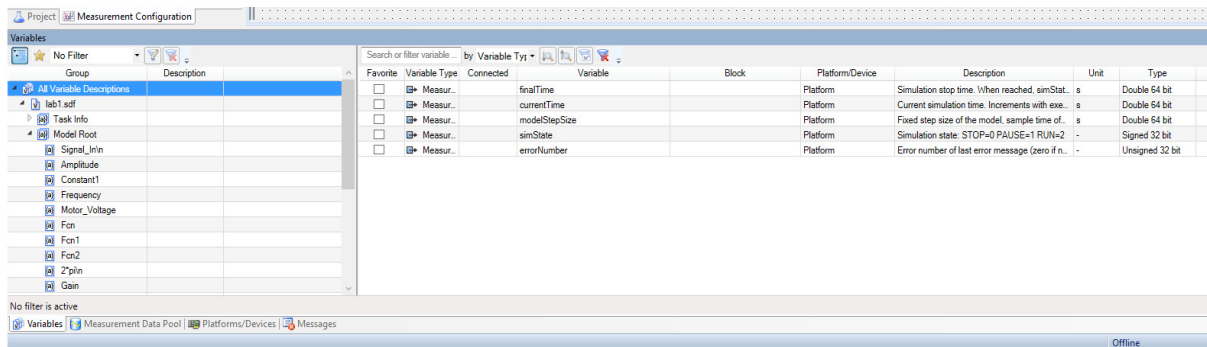 Project Measurement Configuration
Variables
No Filter
Search or filter variable ... by Variable Typ
Group Description
Favorite Variable Type Connected Variable Block Platform/Device Description Unit Type
All Variable Descriptions
Measur... finalTime Platform Simulation stop time. When reached, simStat... s Double 64 bit
lab1.sdf
Measur... currentTime Platform Current simulation time. Increments with exe... s Double 64 bit
Task Info
Measur... modelStepSize Platform Fixed step size of the model, sample time of... s Double 64 bit
Model Root
Measur... simState Platform Simulation state: STOP=0 PAUSE=1 RUN=2 - Signed 32 bit
Signal_In\n
Measur... errorNumber Platform Error number of last error message (zero if n... - Unsigned 32 bit
Amplitude
Constant1
Frequency
Motor_Voltage
Fcn
Fcn1
Fcn2
2*pi\n
Gain
No filter is active
Variables Measurement Data Pool Platforms/Devices Messages
Offline